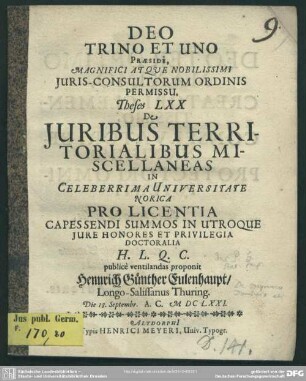 9.
DEO
TRINO ET UNO
PRÆSIDE,
MAGNIFICI ATQUE NOBILISSIMI
JURIS-CONSULTORUM ORDINIS
PERMISSU,
Theses LXX
De
JURIBUS TERRI-
TORIALIBUS MI-
SCELLANEAS
IN
CELEBERRIMA UNIVERSITATE
NORICA
PRO LICENTIA
CAPESSENDI SUMMOS IN UTROQUE
JURE HONORES ET PRIVILEGIA
DOCTORALIA
H. L. Q. C.
publicè ventilandas proponit
Henrich Günther Eulenhaupt/
Longo-Salissanus Thuring.
Die 15. Septembr. A. C. M DC LXXI.
Jus publ. Germ.
v. 170,20
ALTDORFI
Typis HENRICI MEYERI, Univ. Typogr.